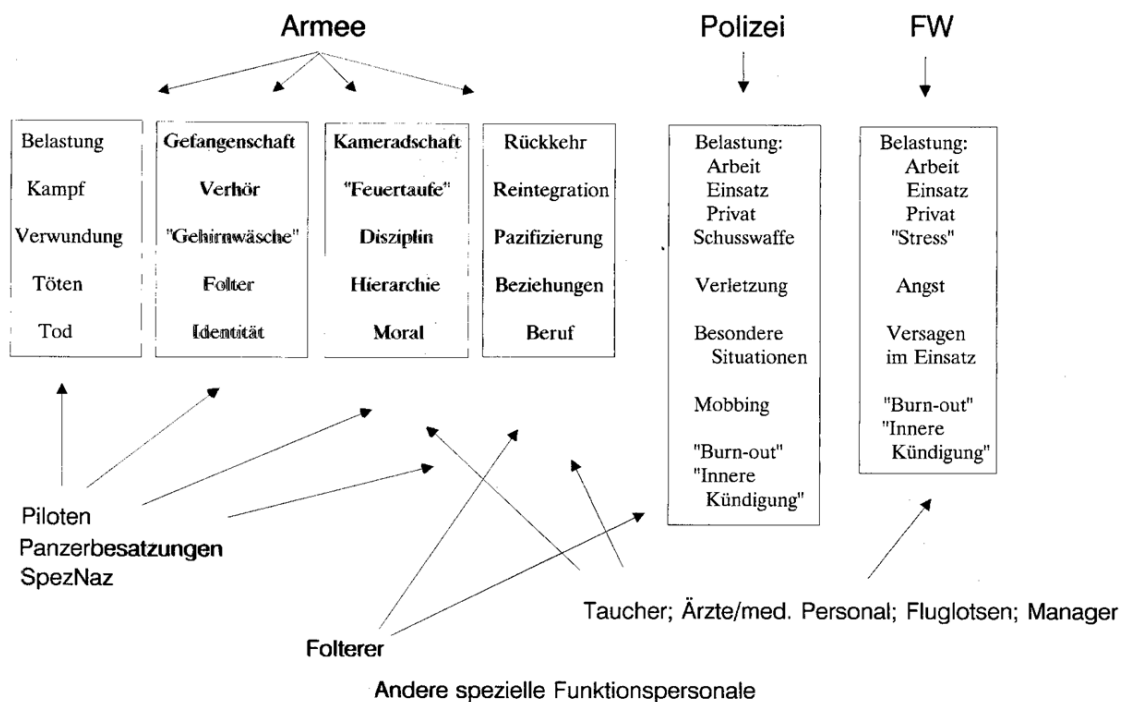 Armee
Polizei
FW
Belastung
Kampf
Verwundung
Töten
Tod
Gefangenschaft
Verhör
"Gehirnwäsche"
Folter
Identität
Kameradschaft
"Feuertaufe"
Disziplin
Hierarchie
Moral
Rückkehr
Reintegration
Pazifizierung
Beziehungen
Beruf
Belastung:
Arbeit
Einsatz
Privat
Schusswaffe
Verletzung
Besondere
Situationen
Mobbing
"Burn-out"
"Innere
Kündigung"
Belastung:
Arbeit
Einsatz
Privat
"Stress"
Angst
Versagen
im Einsatz
"Burn-out"
"Innere
Kündigung"
Piloten
Panzerbesatzungen
SpezNaz
Taucher; Ärzte/med. Personal; Fluglotsen; Manager
Folterer
Andere spezielle Funktionspersonale